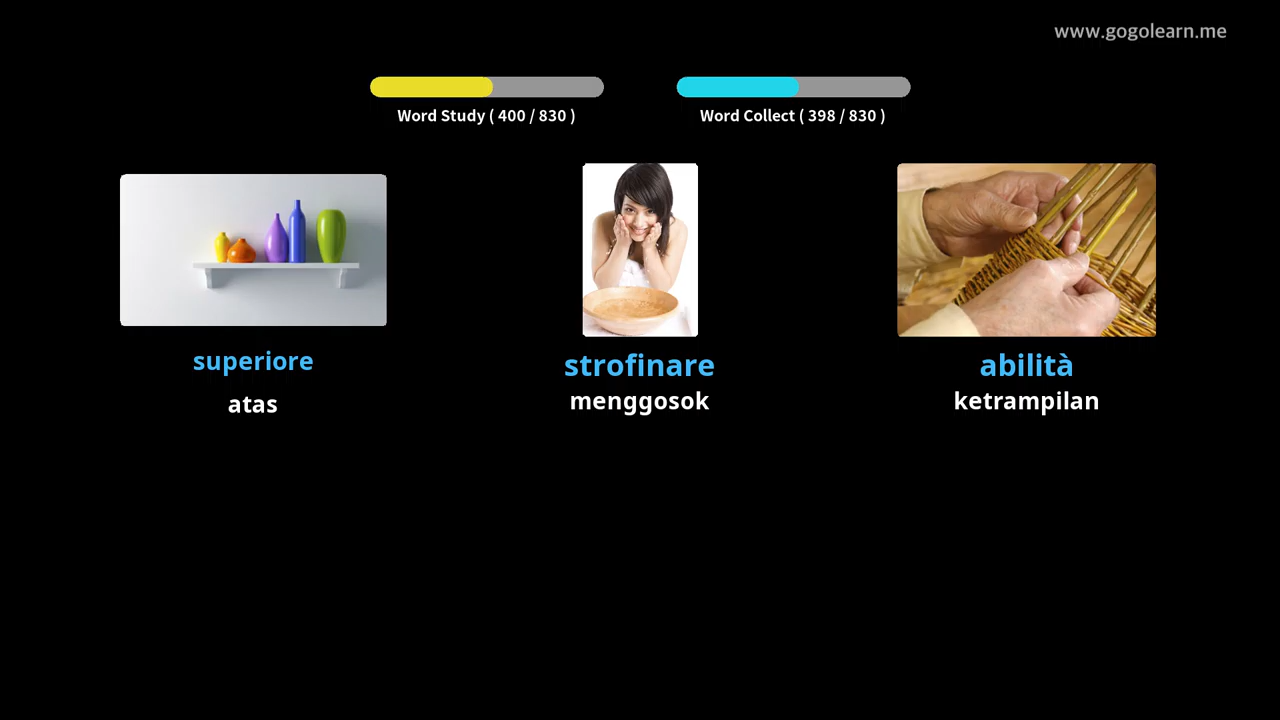 www.gogolearn.me
Word Study ( 400 / 830 )
Word Collect ( 398 / 830 )
superiore
atas
strofinare
menggosok
abilità
ketrampilan